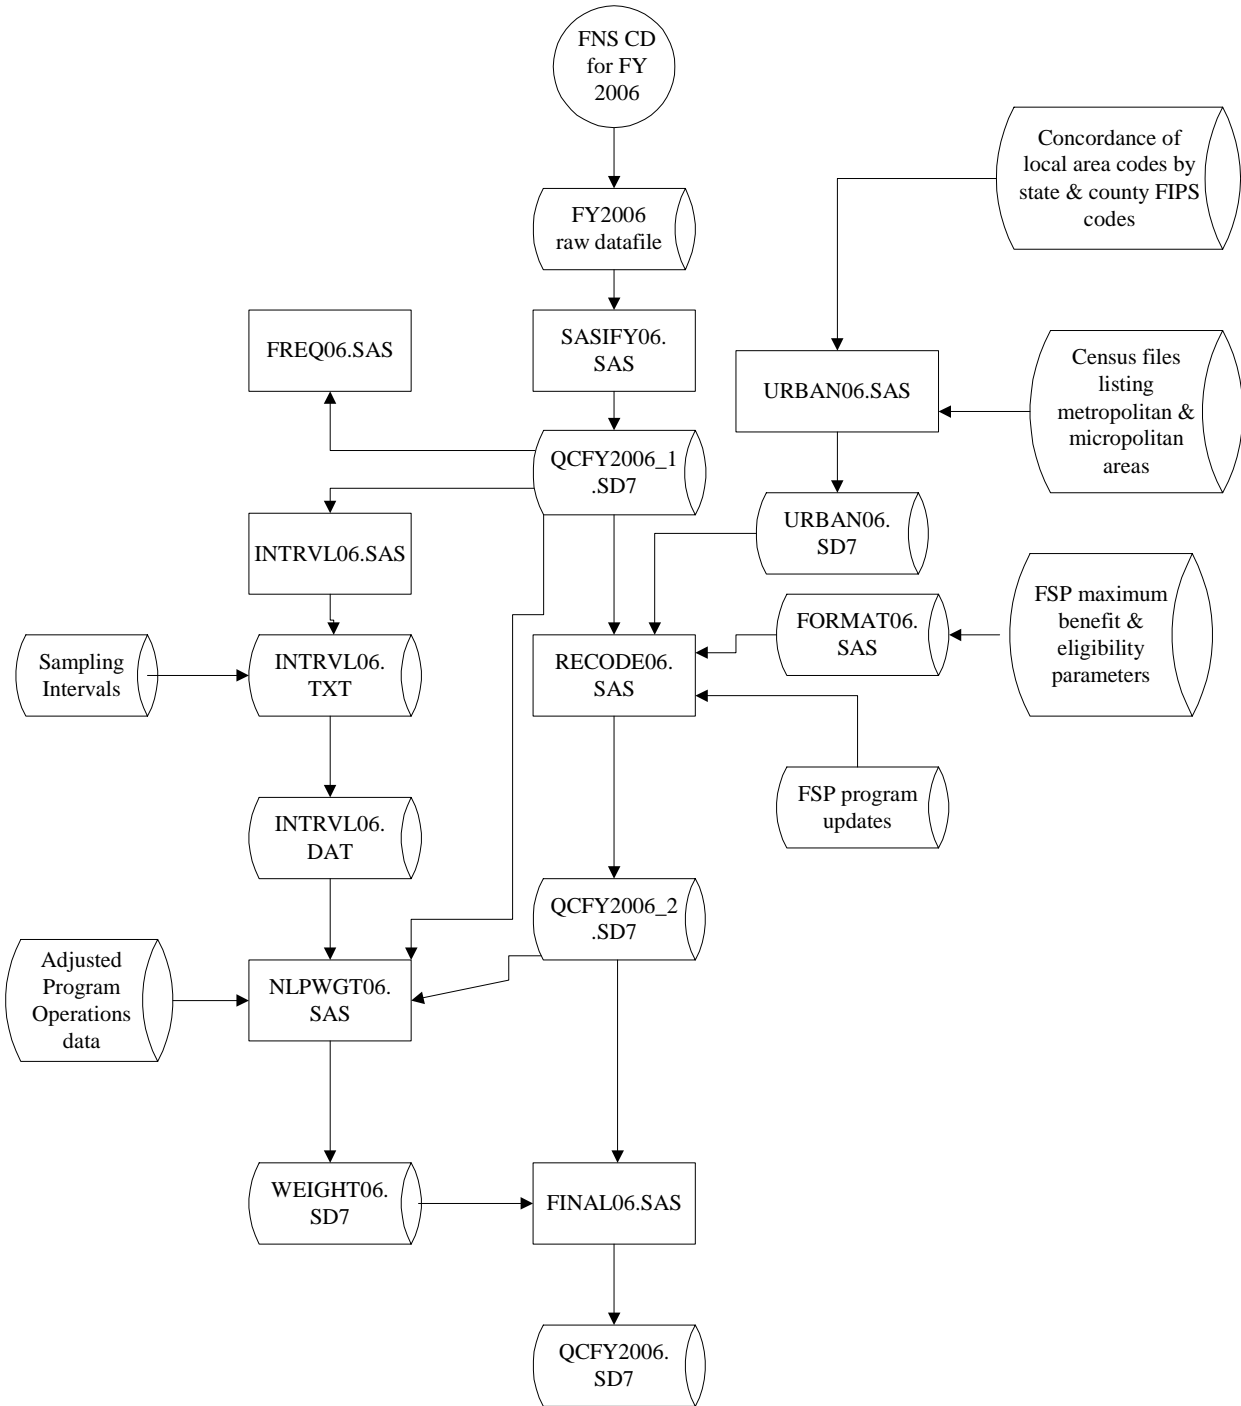 FNS CD
for FY
2006
Concordance of
local area codes by
state & county FIPS
codes
FY2006
raw datafile
FREQ06.SAS
SASIFY06.
SAS
URBAN06.SAS
Census files
listing
metropolitan &
micropolitan
areas
QCFY2006_1
.SD7
URBAN06.
SD7
INTRVL06.SAS
FSP maximum
benefit &
eligibility
parameters
FORMAT06.
SAS
Sampling
Intervals
INTRVL06.
TXT
RECODE06.
SAS
FSP program
updates
INTRVL06.
DAT
QCFY2006_2
.SD7
Adjusted
Program
Operations
data
NLPWGT06.
SAS
WEIGHT06.
SD7
FINAL06.SAS
QCFY2006.
SD7